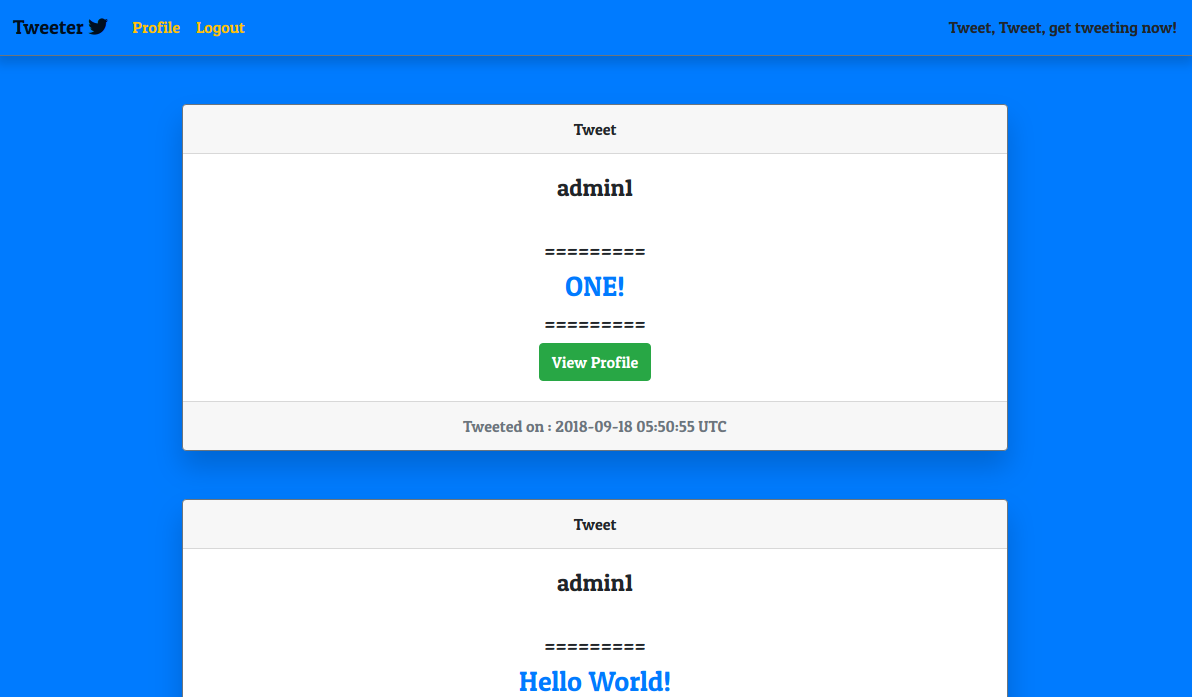 Tweeter Profile Logout Tweet, Tweet, get tweeting now!
Tweet
admin1
=========
ONE!
=========
View Profile
Tweeted on : 2018-09-18 05:50:55 UTC
Tweet
admin1
=========
Hello World!